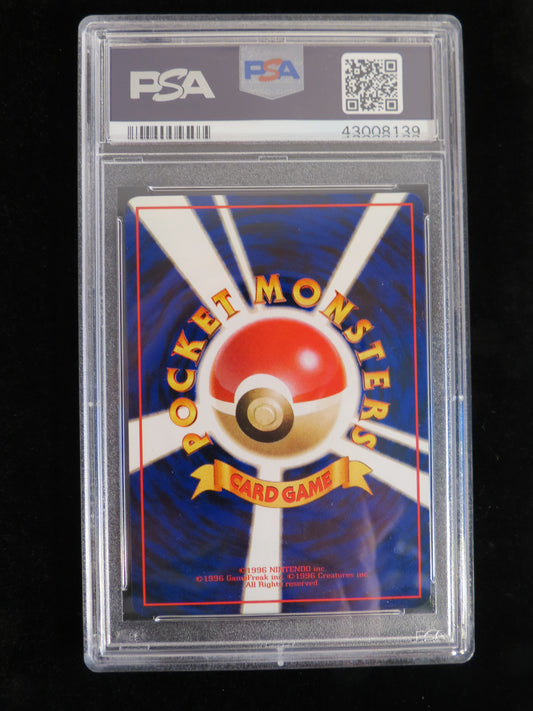 PSA
PSA
43008139
POCKET MONSTERS
CARD GAME
©1996 NINTENDO inc.
©1996 GameFreak inc. ©1996 Creatures inc.
All Rights reserved
PSA